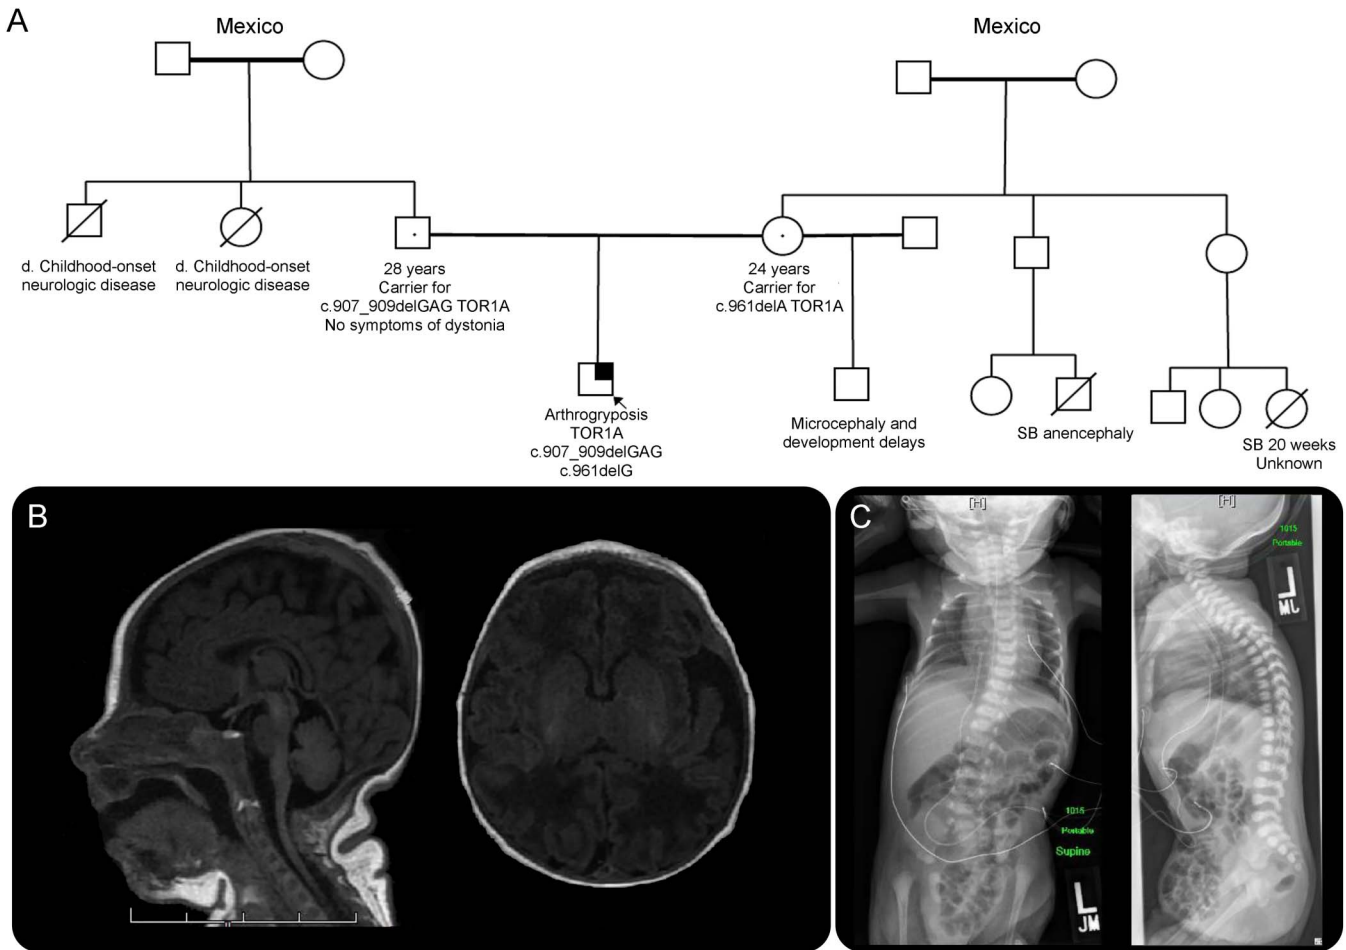 A
Mexico
Mexico
d. Childhood-onset
neurologic disease
d. Childhood-onset
neurologic disease
28 years
Carrier for
c.907_909delGAG TOR1A
No symptoms of dystonia
24 years
Carrier for
c.961delA TOR1A
Arthrogryposis
TOR1A
c.907_909delGAG
c.961delG
Microcephaly and
development delays
SB anencephaly
SB 20 weeks
Unknown
B
C
[H]
1015
Portable
Supine
L
JM
[H]
1015
Portable
L